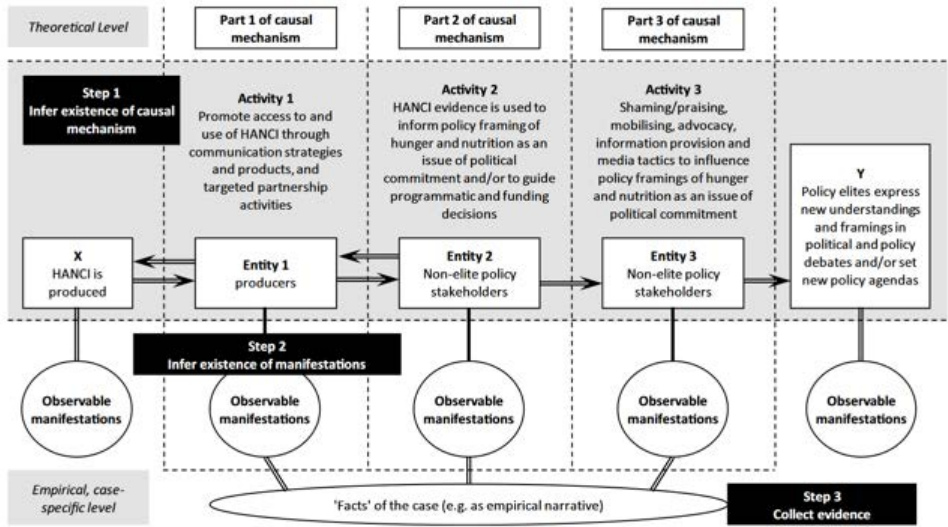 Theoretical Level
Part 1 of causal
mechanism
Part 2 of causal
mechanism
Part 3 of causal
mechanism
Step 1
Infer existence of causal
mechanism
Activity 1
Promote access to and
use of HANCI through
communication strategies
and products, and
targeted partnership
activities
Activity 2
HANCI evidence is used to
inform policy framing of
hunger and nutrition as an
issue of political
commitment and/or to guide
programmatic and funding
decisions
Activity 3
Shaming/praising,
mobilising, advocacy,
information provision and
media tactics to influence
policy framings of hunger
and nutrition as an issue of
political commitment
X
HANCI is
produced
Entity 1
producers
Entity 2
Non-elite policy
stakeholders
Entity 3
Non-elite policy
stakeholders
Y
Policy elites express
new understandings
and framings in
political and policy
debates and/or set
new policy agendas
Step 2
Infer existence of manifestations
Observable
manifestations
Observable
manifestations
Observable
manifestations
Observable
manifestations
Observable
manifestations
Empirical, case-
specific level
'Facts' of the case (e.g. as empirical narrative)
Step 3
Collect evidence